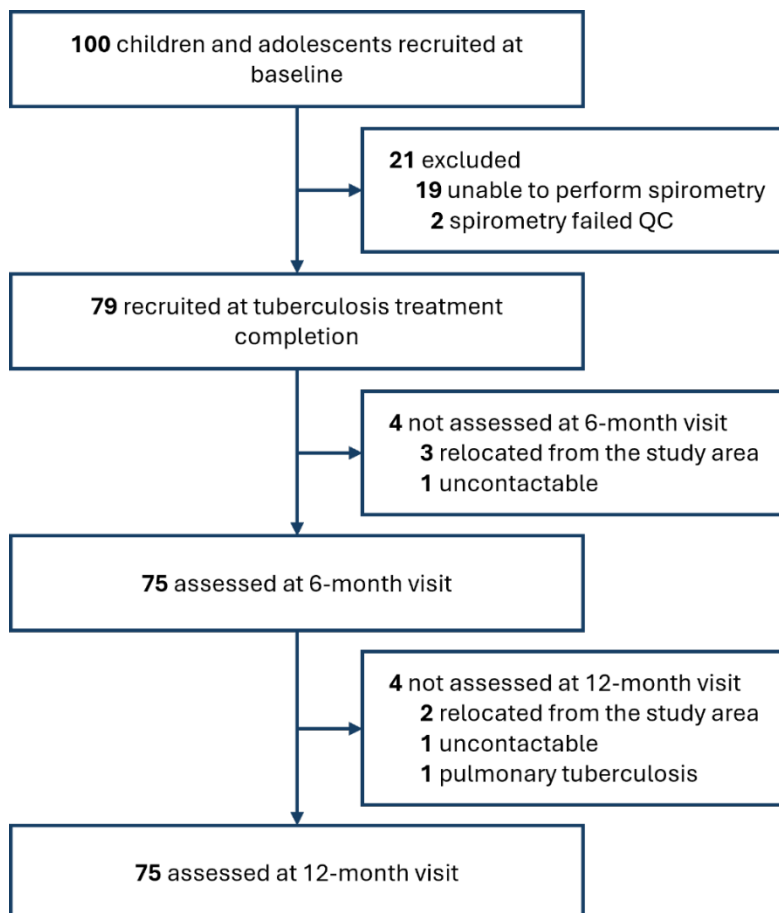 100 children and adolescents recruited at
baseline
21 excluded
19 unable to perform spirometry
2 spirometry failed QC
79 recruited at tuberculosis treatment
completion
4 not assessed at 6-month visit
3 relocated from the study area
1 uncontactable
75 assessed at 6-month visit
4 not assessed at 12-month visit
2 relocated from the study area
1 uncontactable
1 pulmonary tuberculosis
75 assessed at 12-month visit